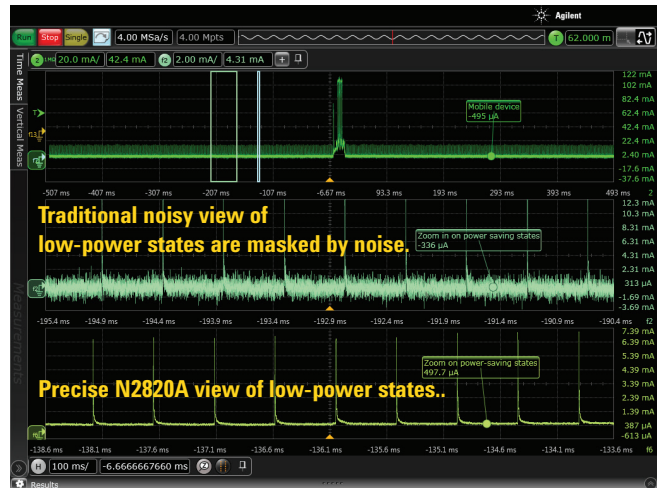 Agilent
Run Stop Single 4.00 MSa/s 4.00 Mpts T 62.000 m
2 20.0 mA/ 42.4 mA f2 2.00 mA/ 4.31 mA +
Time Meas
Vertical Meas
Measurements
122 mA
102 mA
82.4 mA
62.4 mA
42.4 mA
22.4 mA
2.40 mA
-17.6 mA
-37.6 mA
Mobile device
-495 µA
-507 ms -407 ms -307 ms -207 ms -107 ms -6.67 ms 93.3 ms 193 ms 293 ms 393 ms 493 ms 2
12.3 mA
10.3 mA
8.31 mA
6.31 mA
4.31 mA
2.31 mA
313 µA
-1.69 mA
-3.69 mA
Traditional noisy view of
low-power states are masked by noise.
Zoom in on power saving states
-336 µA
-195.4 ms -194.9 ms -194.4 ms -193.9 ms -193.4 ms -192.9 ms -192.4 ms -191.9 ms -191.4 ms -190.9 ms -190.4 ms f2
7.39 mA
6.39 mA
5.39 mA
4.39 mA
3.39 mA
2.39 mA
1.39 mA
387 µA
-613 µA
Zoom on power-saving states
497.7 µA
Precise N2820A view of low-power states..
-138.6 ms -138.1 ms -137.6 ms -137.1 ms -136.6 ms -136.1 ms -135.6 ms -135.1 ms -134.6 ms -134.1 ms -133.6 ms f6
H 100 ms/ -6.6666667660 ms
Results